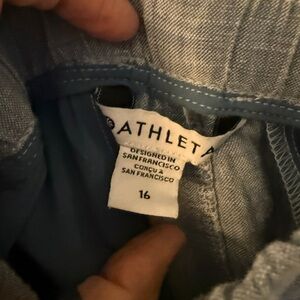 ATHLETA
DESIGNED IN
SAN FRANCISCO
CONÇU À
SAN FRANCISCO
16